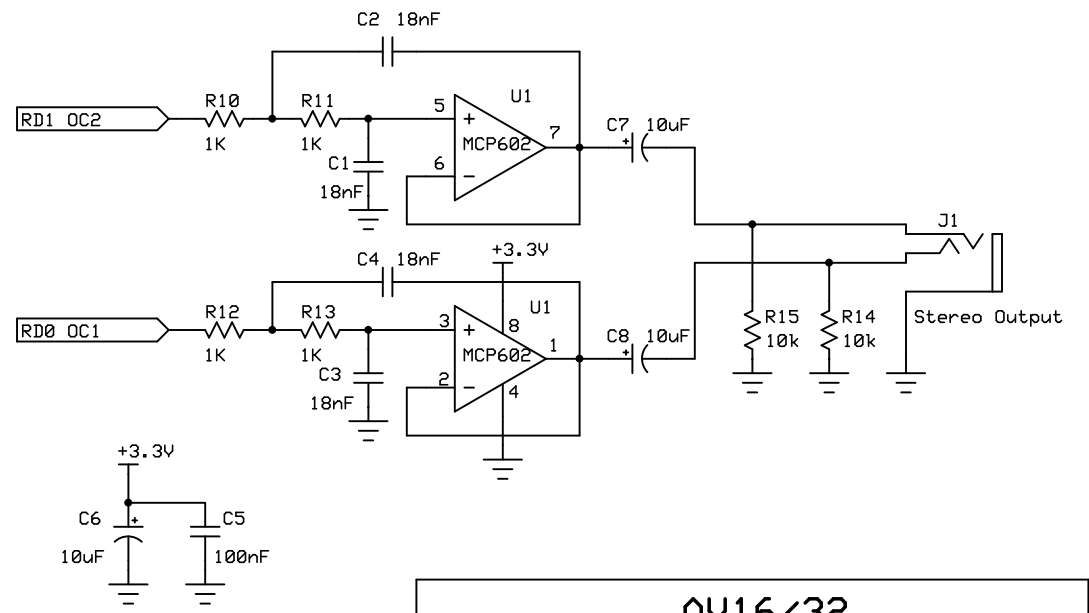 C2 18nF
R10
R11
U1
RD1 OC2
5
+
7
C7
+
10uF
1K
1K
C1
MCP602
6
-
18nF
J1
+3.3V
C4 18nF
R12
R13
U1
Stereo Output
RD0 OC1
3
+
8
1
C8
+
10uF
R15
R14
1K
1K
MCP602
10k
10k
C3
2
-
4
18nF
+3.3V
C6
+
C5
10uF
100nF